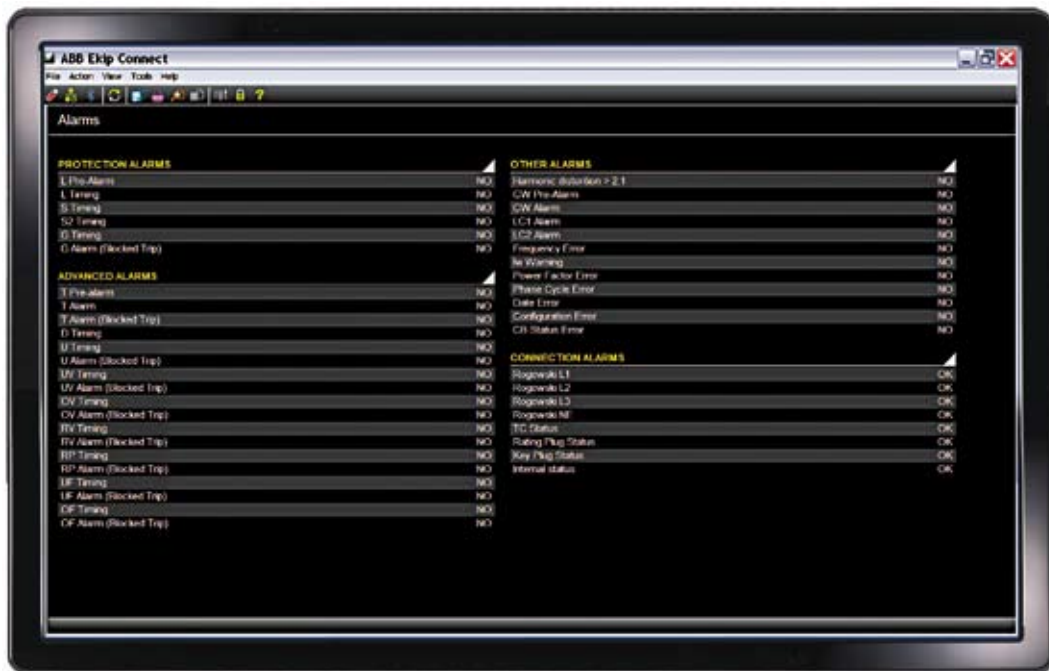 ABB Ekip Connect
File Action View Tools Help
Alarms
PROTECTION ALARMS
L Pre-Alarm NO
L Timing NO
S Timing NO
S2 Timing NO
G Timing NO
G Alarm (Blocked Trip) NO
ADVANCED ALARMS
T Pre-alarm NO
T Alarm NO
T Alarm (Blocked Trip) NO
D Timing NO
U Timing NO
U Alarm (Blocked Trip) NO
UV Timing NO
UV Alarm (Blocked Trip) NO
OV Timing NO
OV Alarm (Blocked Trip) NO
RV Timing NO
RV Alarm (Blocked Trip) NO
RP Timing NO
RP Alarm (Blocked Trip) NO
UF Timing NO
UF Alarm (Blocked Trip) NO
OF Timing NO
OF Alarm (Blocked Trip) NO
OTHER ALARMS
Harmonic distortion > 2.1 NO
CW Pre-Alarm NO
CW Alarm NO
LC1 Alarm NO
LC2 Alarm NO
Frequency Error NO
Warning NO
Power Factor Error NO
Phase Cycle Error NO
Date Error NO
Configuration Error NO
CB Status Error NO
CONNECTION ALARMS
Rogowski L1 OK
Rogowski L2 OK
Rogowski L3 OK
Rogowski NE OK
TC Status OK
Rating Plug Status OK
Key Plug Status OK
Internal status OK